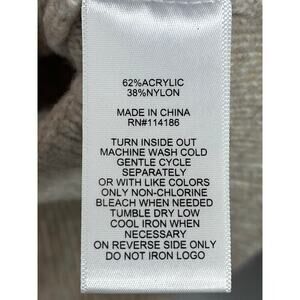 62%ACRYLIC
38%NYLON
MADE IN CHINA
RN#114186
TURN INSIDE OUT
MACHINE WASH COLD
GENTLE CYCLE
SEPARATELY
OR WITH LIKE COLORS
ONLY NON-CHLORINE
BLEACH WHEN NEEDED
TUMBLE DRY LOW
COOL IRON WHEN
NECESSARY
ON REVERSE SIDE ONLY
DO NOT IRON LOGO